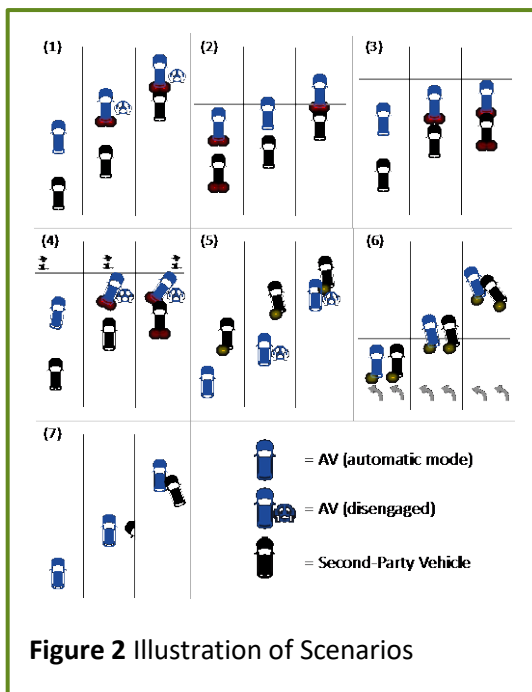 (1)
(2)
(3)
(4)
(5)
(6)
(7)
= AV (automatic mode)
= AV (disengaged)
= Second-Party Vehicle
Figure 2 Illustration of Scenarios